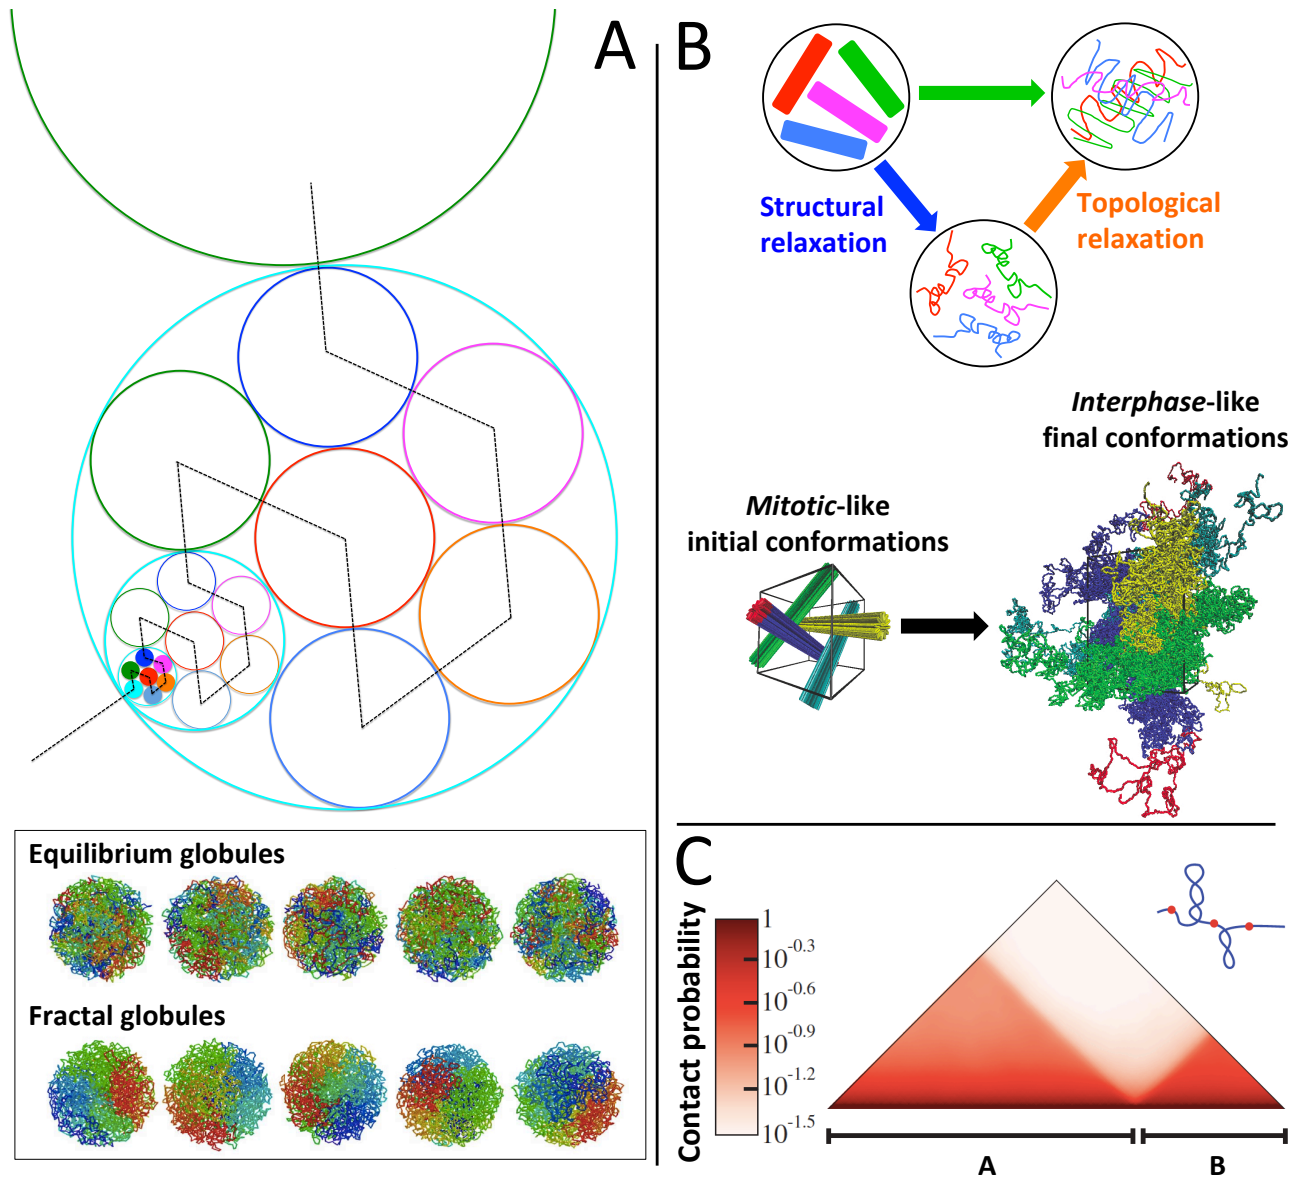 A
Equilibrium globules
Fractal globules
B
Structural
relaxation
Topological
relaxation
Mitotic-like
initial conformations
Interphase-like
final conformations
C
Contact probability
1
10^-0.3
10^-0.6
10^-0.9
10^-1.2
10^-1.5
A
B